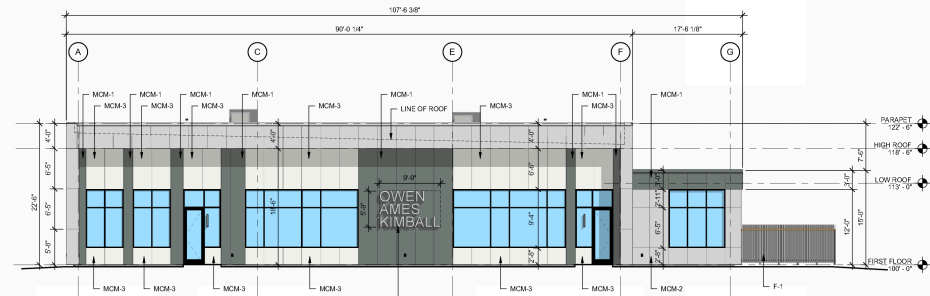 107'-6 3/8"
90'-0 1/4" 17'-6 1/8"
A C E F G
MCM-1 MCM-1 MCM-1 MCM-1 MCM-1 MCM-1 MCM-1
MCM-3 MCM-3 MCM-3 MCM-3 MCM-3 MCM-3
LINE OF ROOF
PARAPET
122' - 6"
HIGH ROOF
118' - 6"
LOW ROOF
113' - 0"
FIRST FLOOR
100' - 0"
22'-6"
4'-0" 4'-0" 4'-0"
6'-5" 6'-6"
6'-5"
5'-8"
18'-6"
9'-9"
5'-9"
OWEN
AMES
KIMBALL
9'-4"
2'-8"
2'-11"
6'-5"
7'-6"
3'-0"
12'-0"
15'-0"
MCM-3 MCM-3 MCM-3 MCM-3 MCM-3 MCM-3 MCM-2 F-1